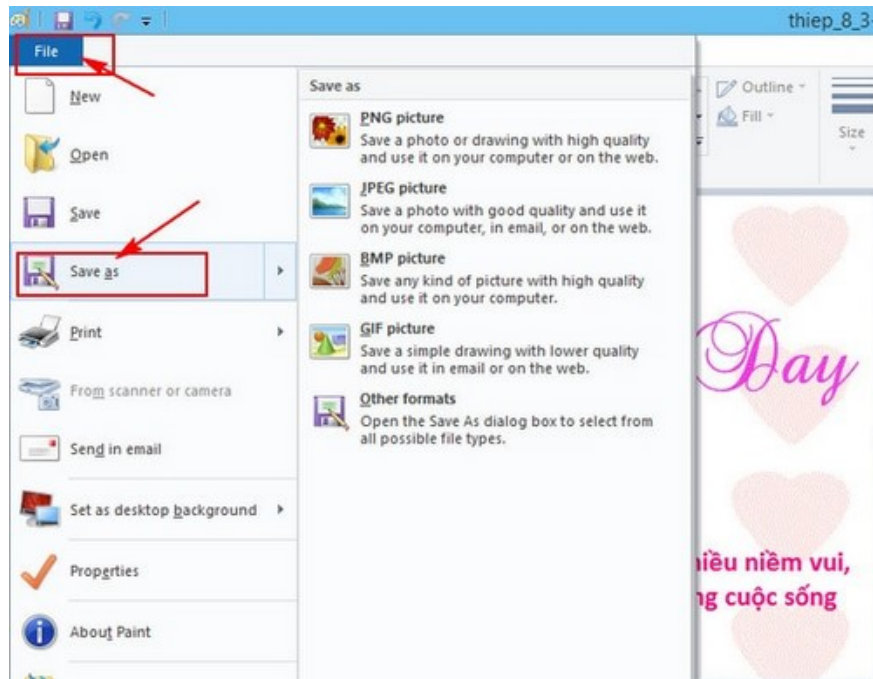 thiep_8_3
File
New
Open
Save
Save as
Print
From scanner or camera
Send in email
Set as desktop background
Properties
About Paint
Save as
PNG picture
Save a photo or drawing with high quality
and use it on your computer or on the web.
JPEG picture
Save a photo with good quality and use it
on your computer, in email, or on the web.
BMP picture
Save any kind of picture with high quality
and use it on your computer.
GIF picture
Save a simple drawing with lower quality
and use it in email or on the web.
Other formats
Open the Save As dialog box to select from
all possible file types.
Outline
Fill
Size
Day
niềm vui,
cuộc sống